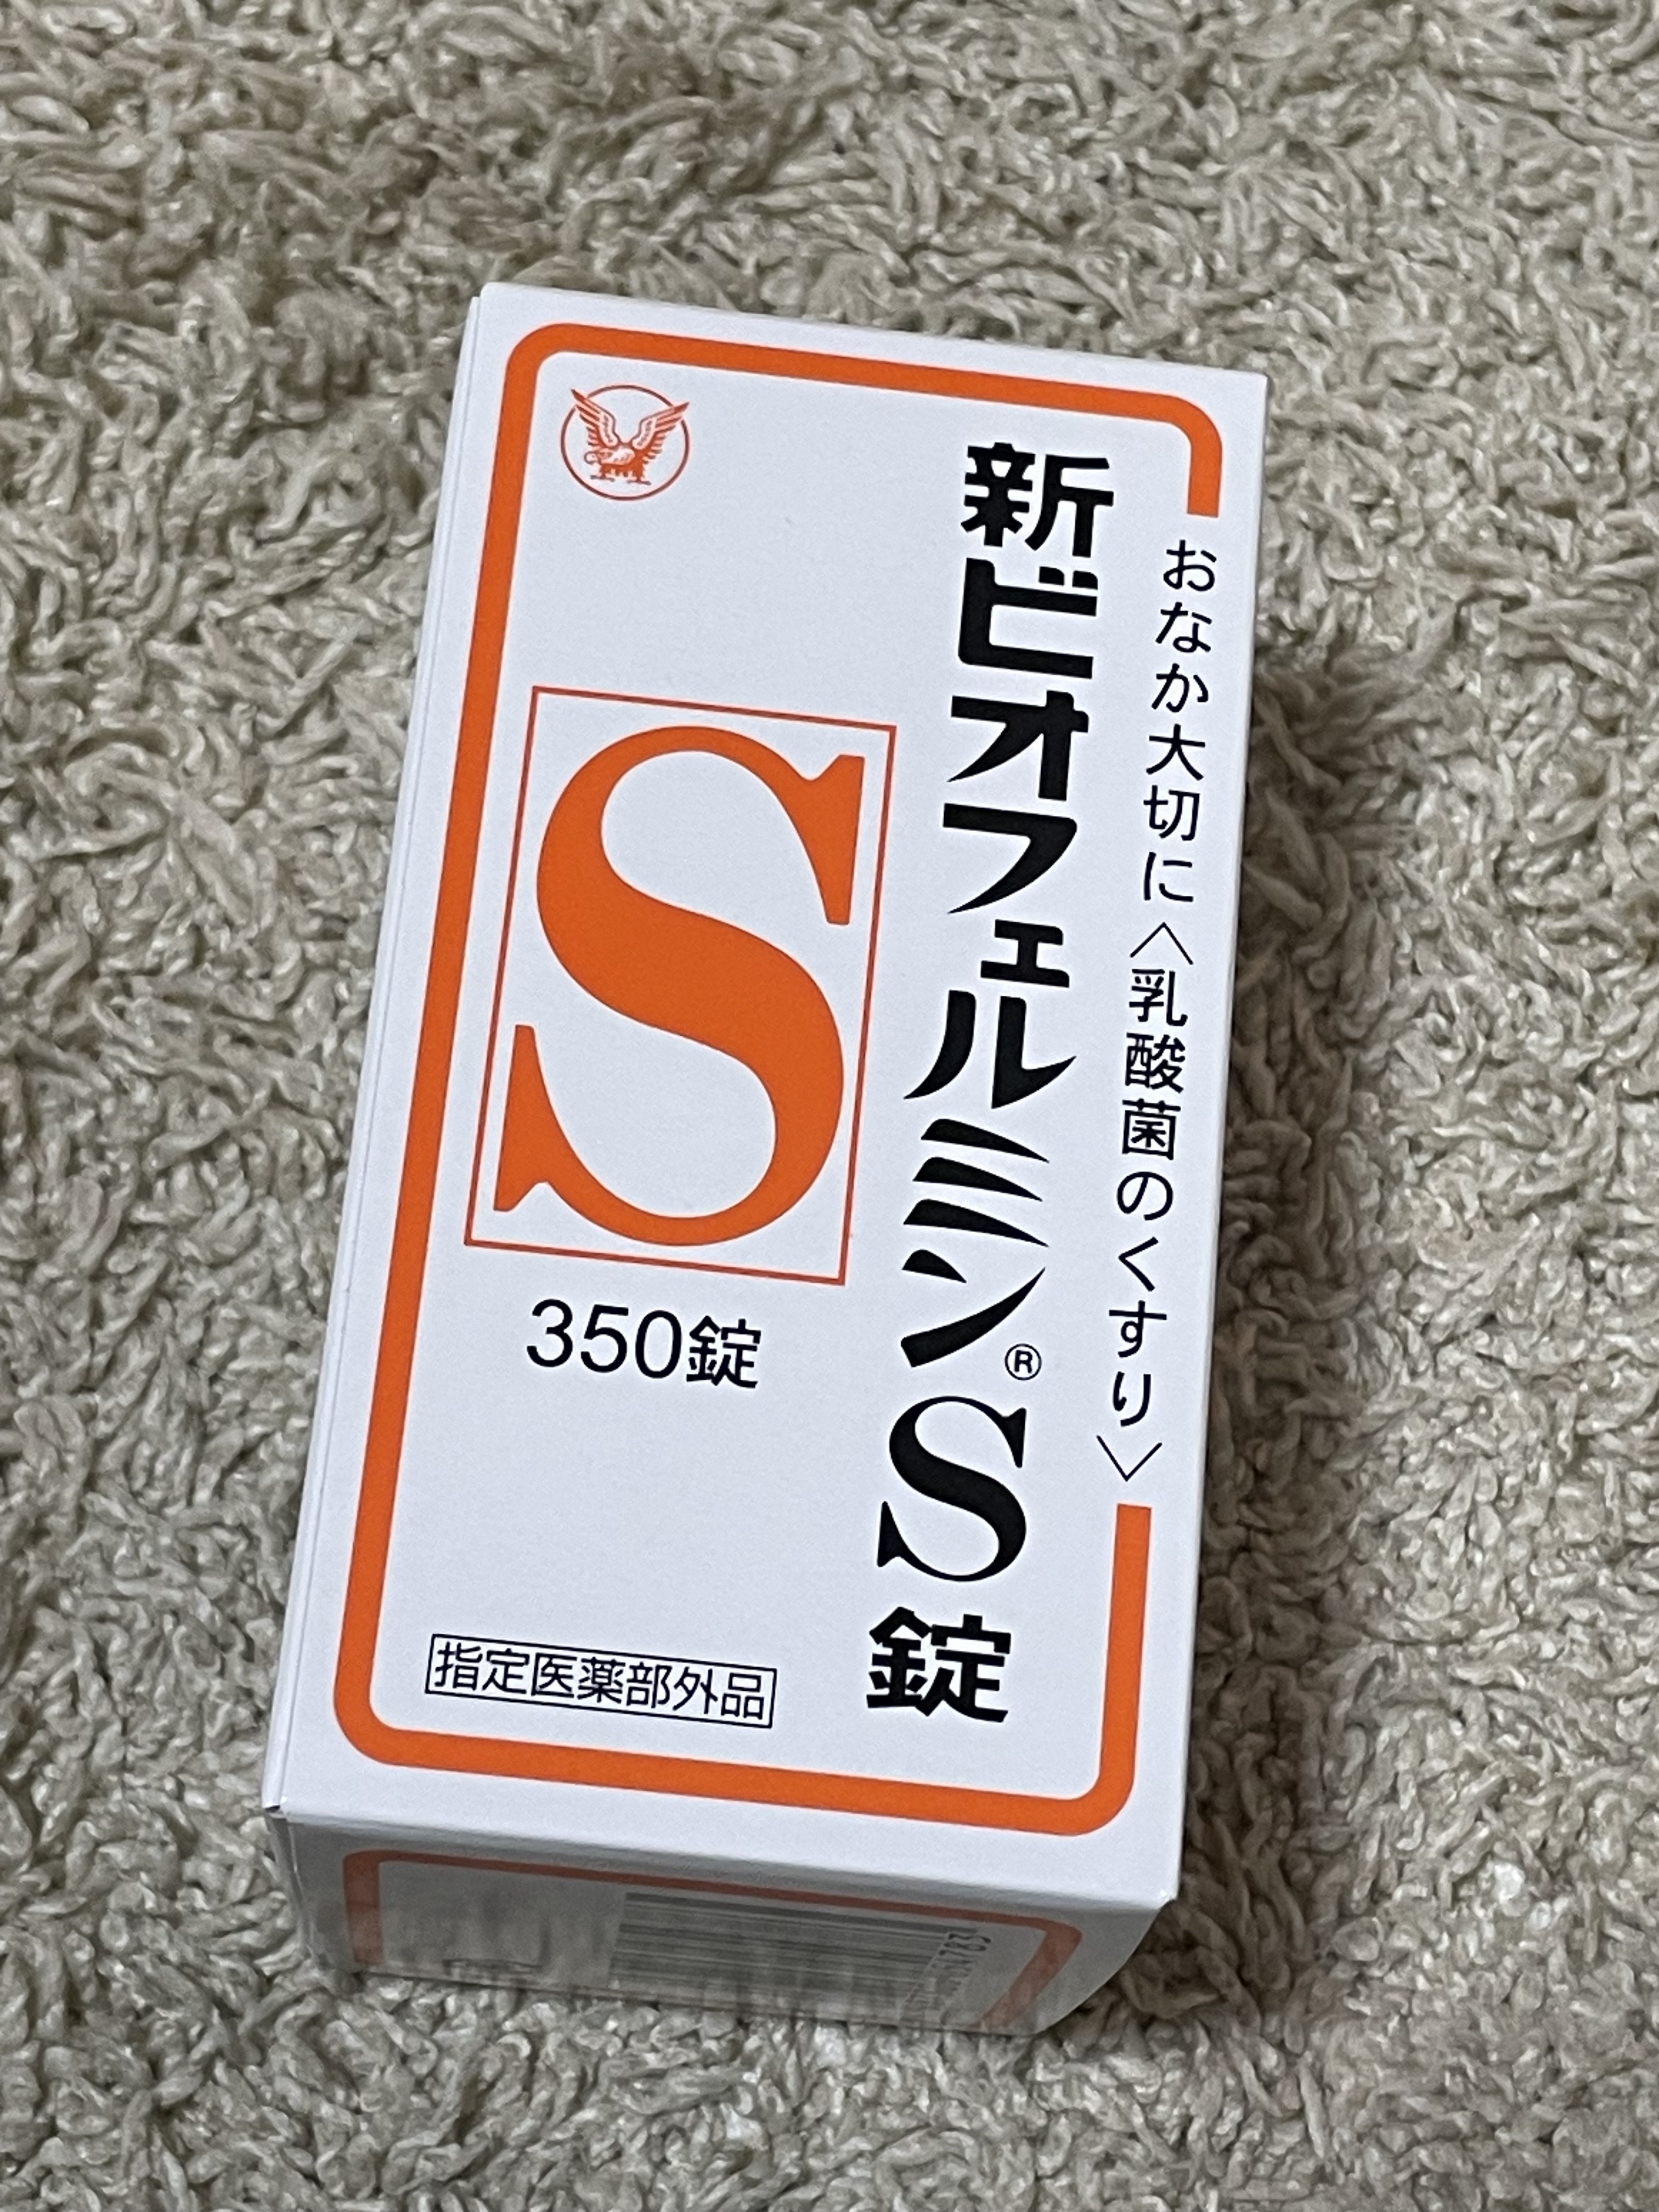 おなか大切に〈乳酸菌のくすり〉
新ビオフェルミン®S錠
S
350錠
指定医薬部外品